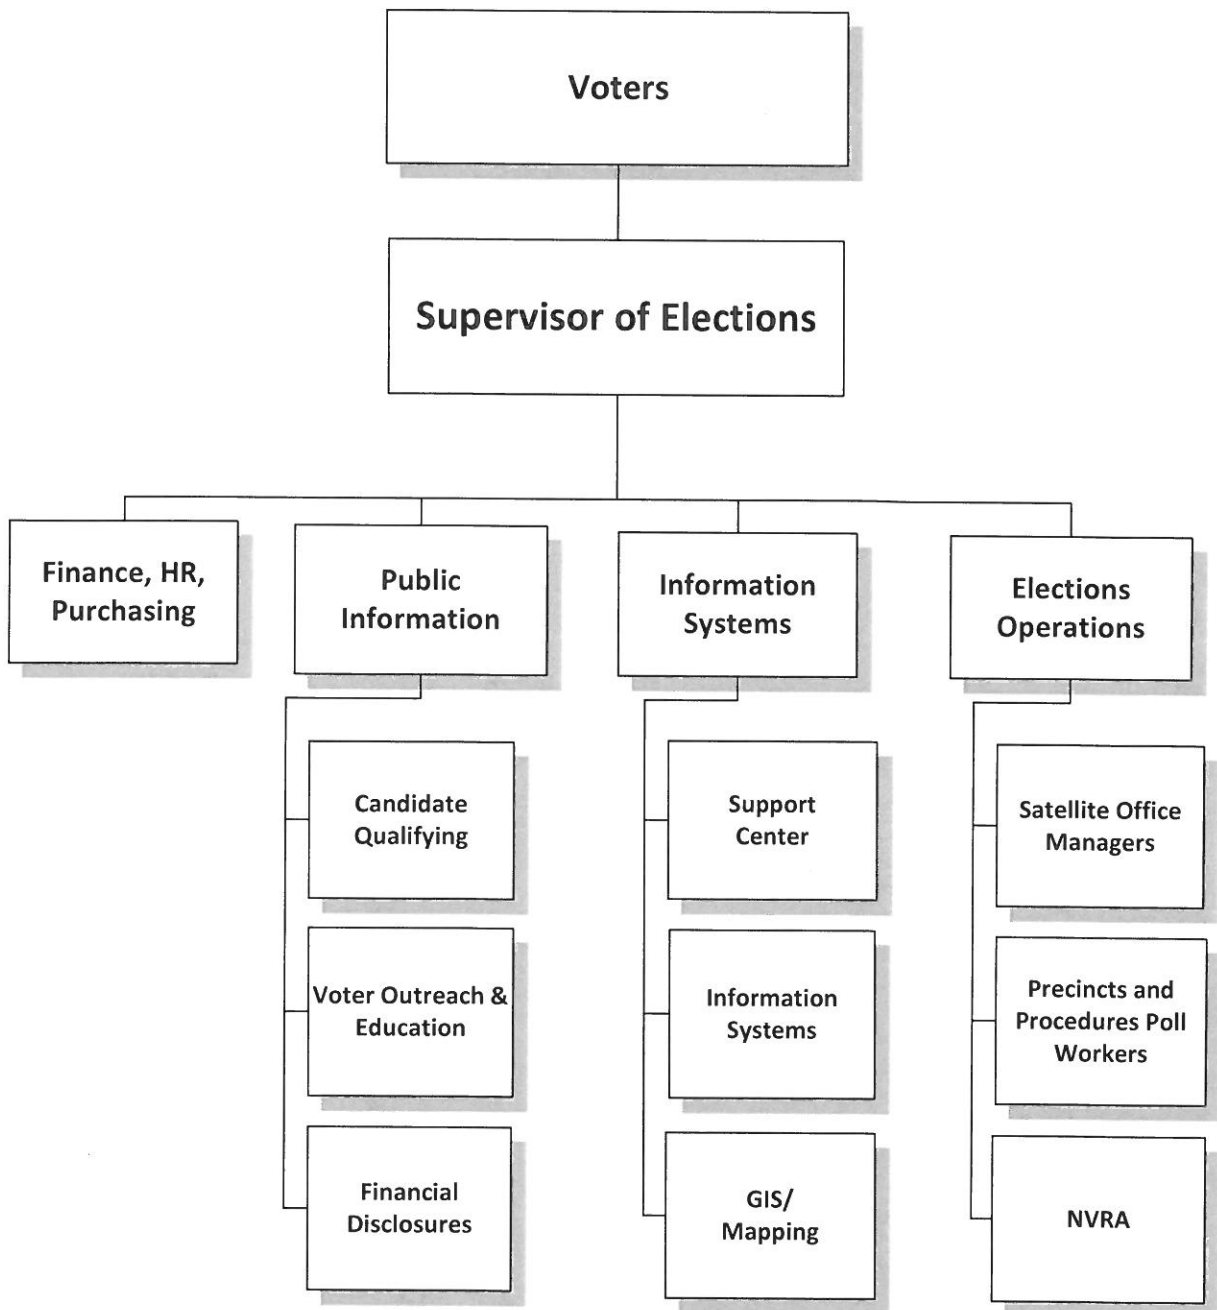 Voters
Supervisor of Elections
Finance, HR,
Purchasing
Public
Information
Information
Systems
Elections
Operations
Candidate
Qualifying
Support
Center
Satellite Office
Managers
Voter Outreach &
Education
Information
Systems
Precincts and
Procedures Poll
Workers
Financial
Disclosures
GIS/
Mapping
NVRA